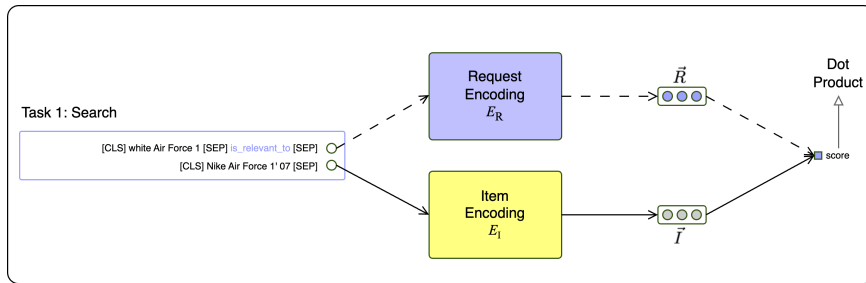 Task 1: Search
[CLS] white Air Force 1 [SEP] is_relevant_to [SEP]
[CLS] Nike Air Force 1' 07 [SEP]
Request
Encoding
E_R
R⃗
Item
Encoding
E_I
I⃗
Dot
Product
score